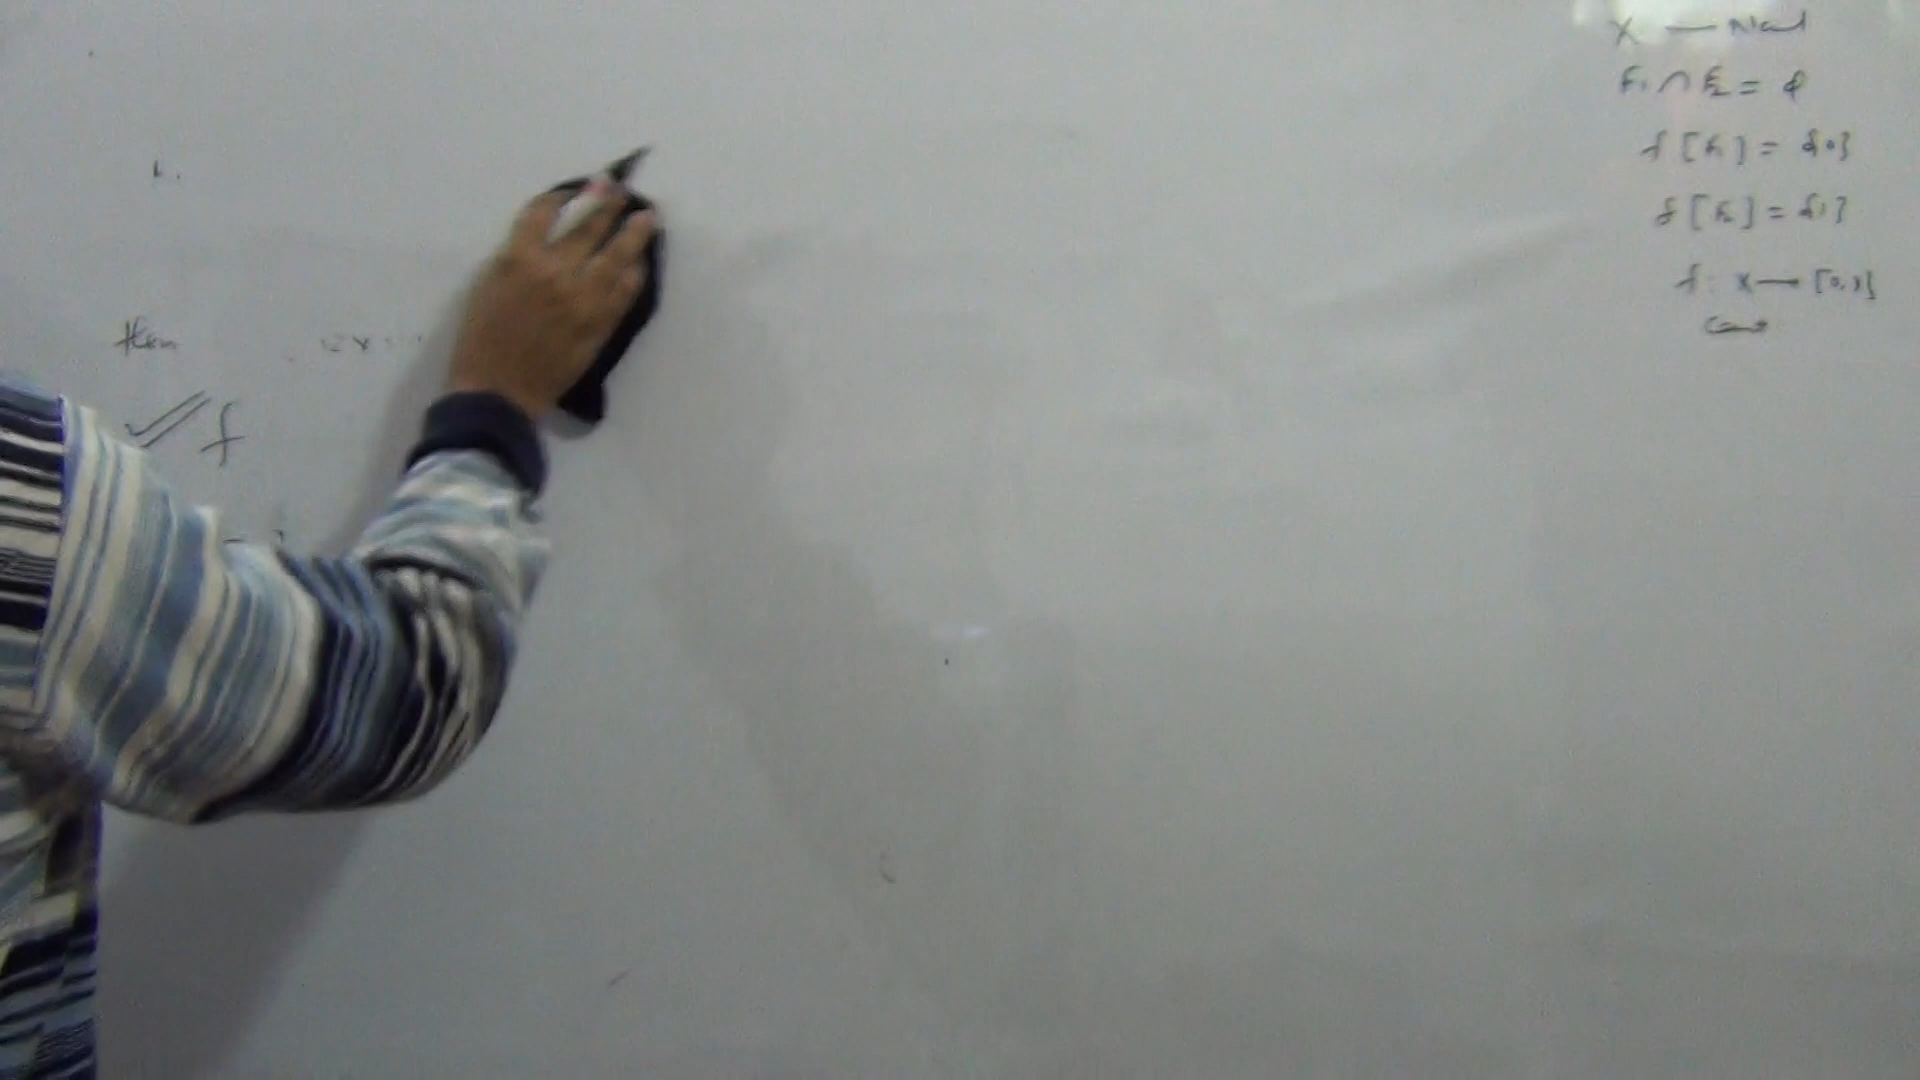 X — Normal
F₁ ∩ F₂ = φ
f [F₁] = {0}
f [F₂] = {1}
f : X → [0,1]
Cont
then
✓ f